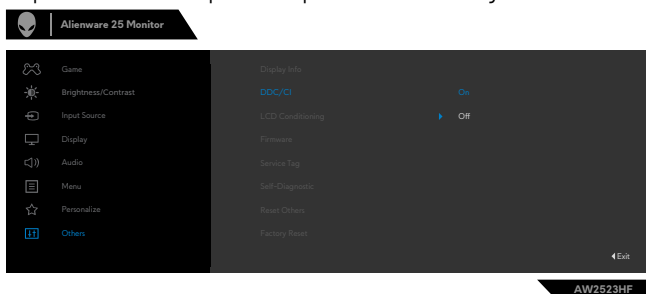 Alienware 25 Monitor
Game
Display Info
Brightness/Contrast
DDC/CI
On
Input Source
LCD Conditioning
Off
Display
Firmware
Audio
Service Tag
Menu
Self-Diagnostic
Personalize
Reset Others
Others
Factory Reset
Exit
AW2523HF